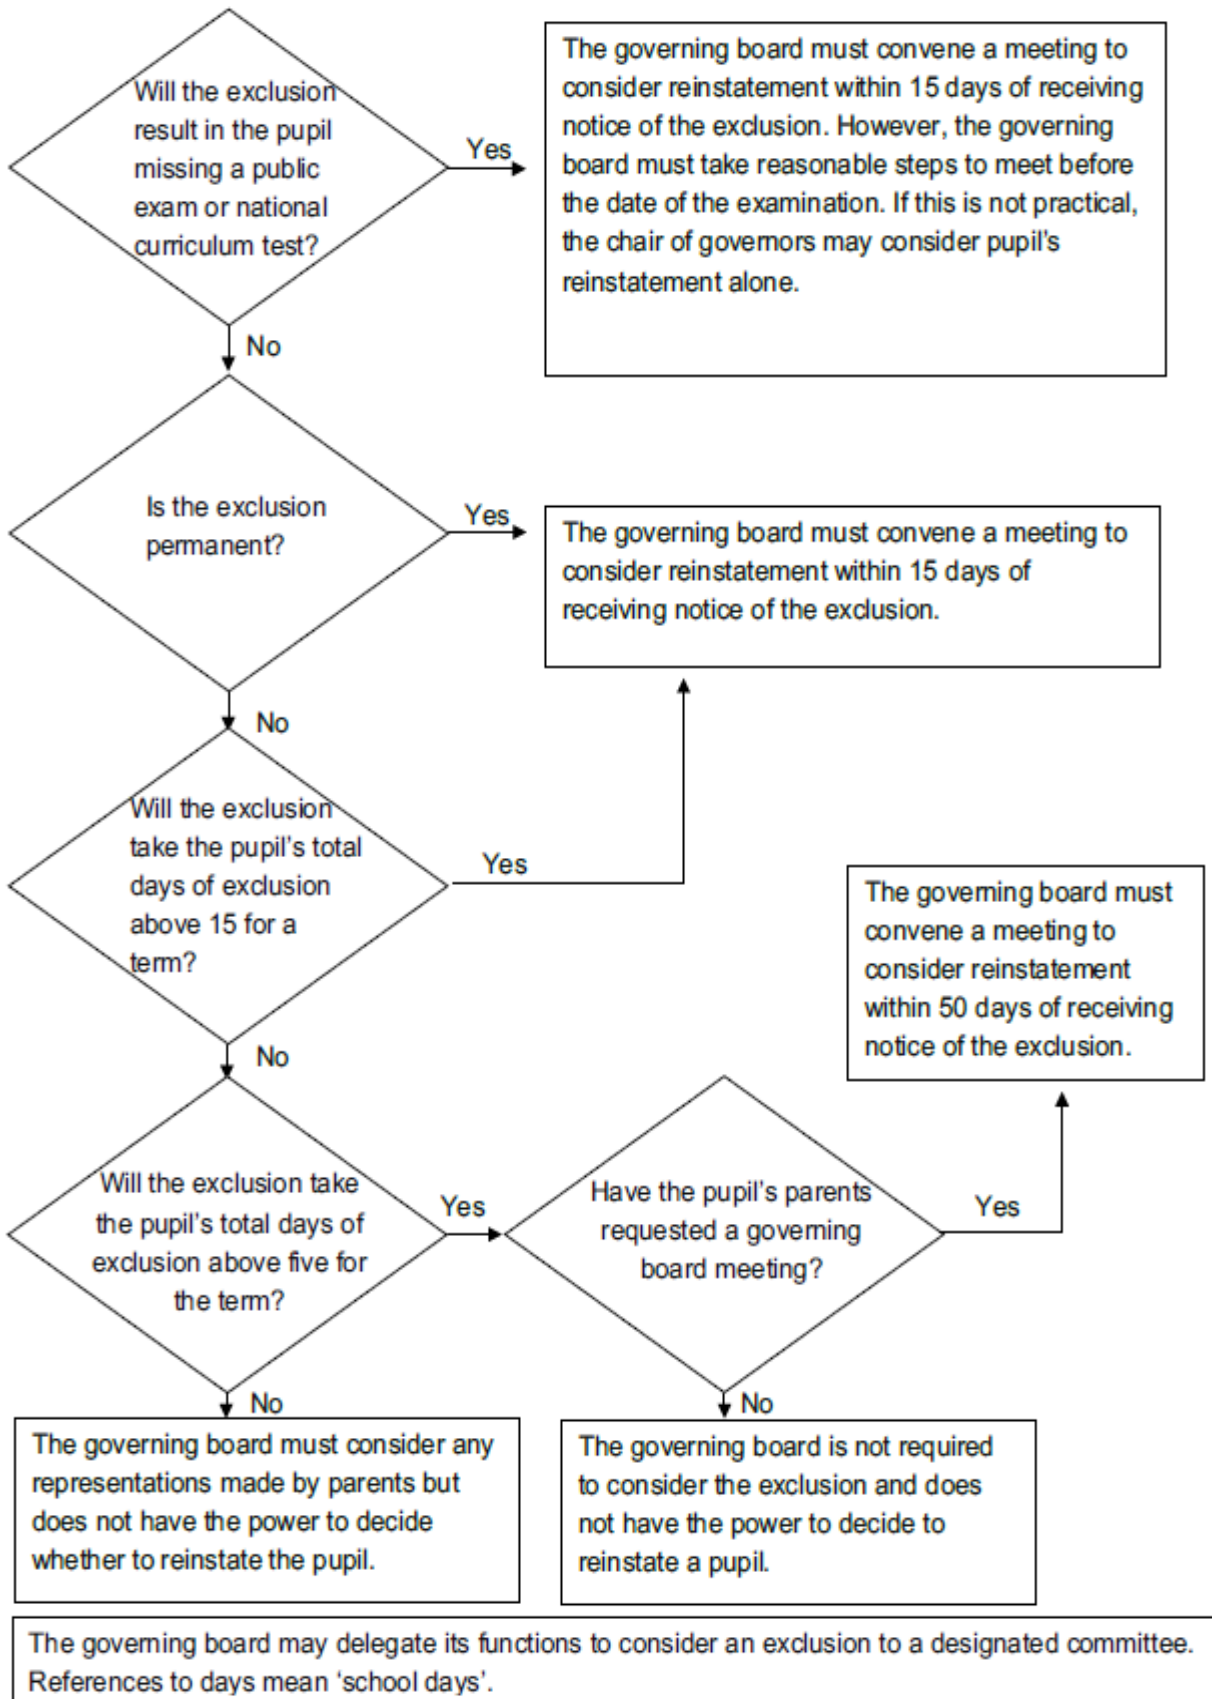 Will the exclusion
result in the pupil
missing a public
exam or national
curriculum test?
Yes
The governing board must convene a meeting to
consider reinstatement within 15 days of receiving
notice of the exclusion. However, the governing
board must take reasonable steps to meet before
the date of the examination. If this is not practical,
the chair of governors may consider pupil's
reinstatement alone.
No
Is the exclusion
permanent?
Yes
The governing board must convene a meeting to
consider reinstatement within 15 days of
receiving notice of the exclusion.
No
Will the exclusion
take the pupil's total
days of exclusion
above 15 for a
term?
Yes
The governing board must
convene a meeting to
consider reinstatement
within 50 days of receiving
notice of the exclusion.
No
Will the exclusion take
the pupil's total days of
exclusion above five for
the term?
Yes
Have the pupil's parents
requested a governing
board meeting?
Yes
No
The governing board must consider any
representations made by parents but
does not have the power to decide
whether to reinstate the pupil.
No
The governing board is not required
to consider the exclusion and does
not have the power to decide to
reinstate a pupil.
The governing board may delegate its functions to consider an exclusion to a designated committee.
References to days mean 'school days'.